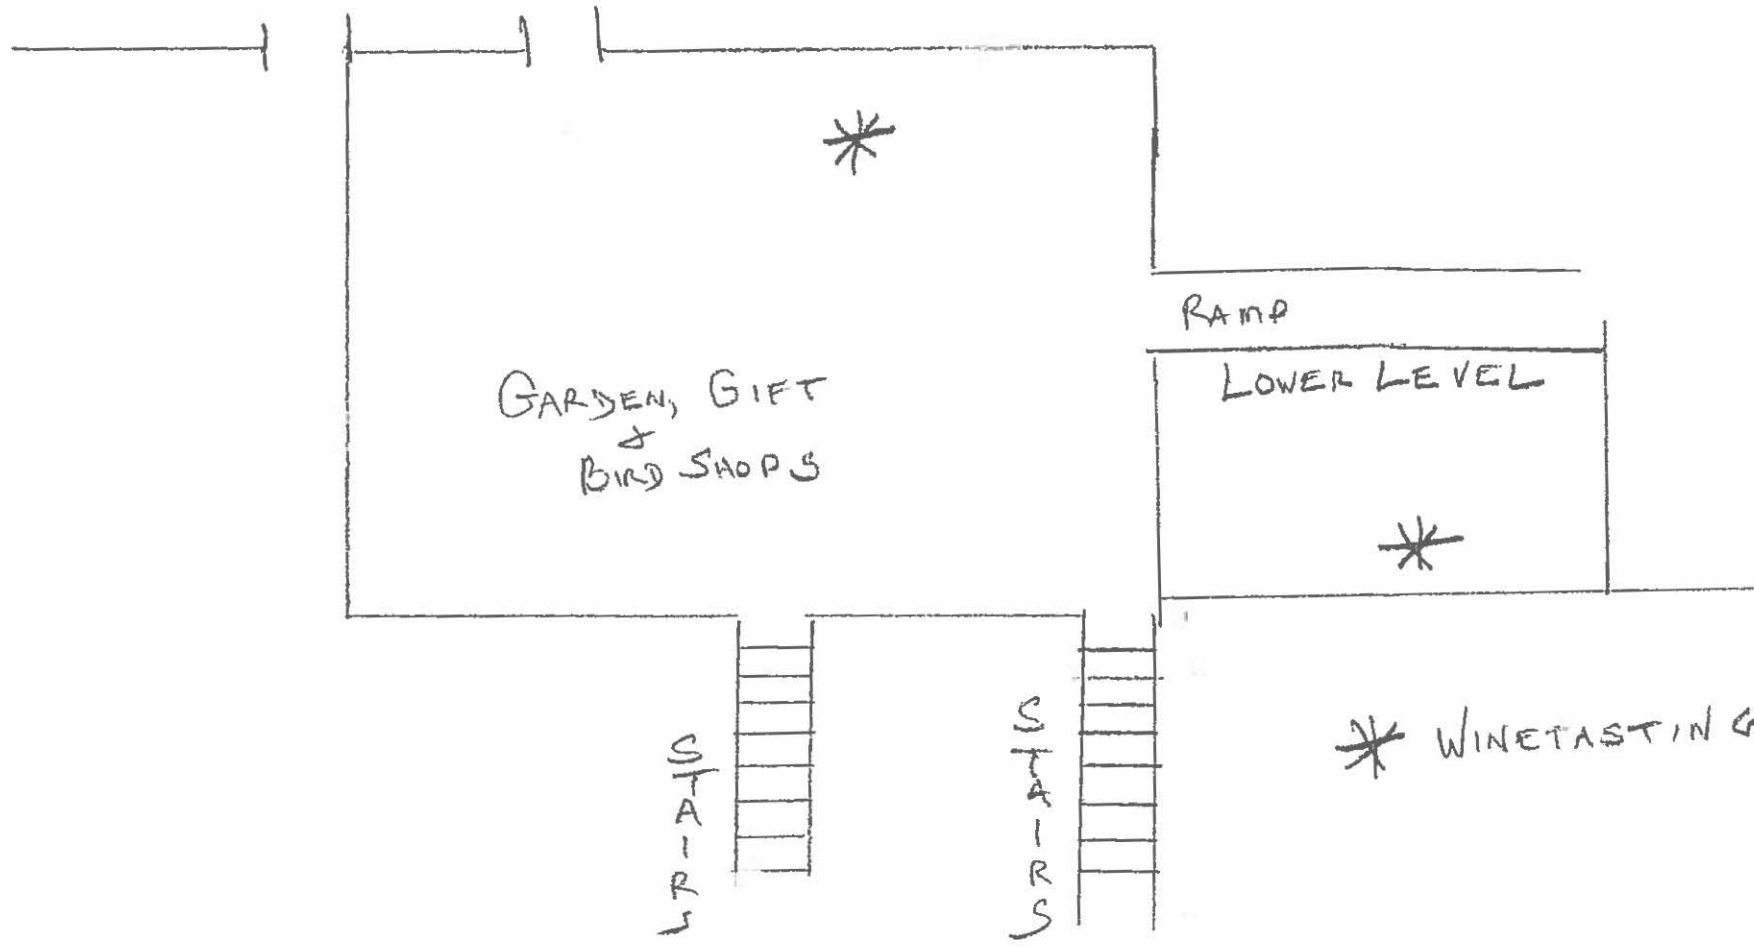 RAMP
LOWER LEVEL
GARDEN, GIFT
&
BIRD SHOPS
STAIRS
STAIRS
* WINETASTING